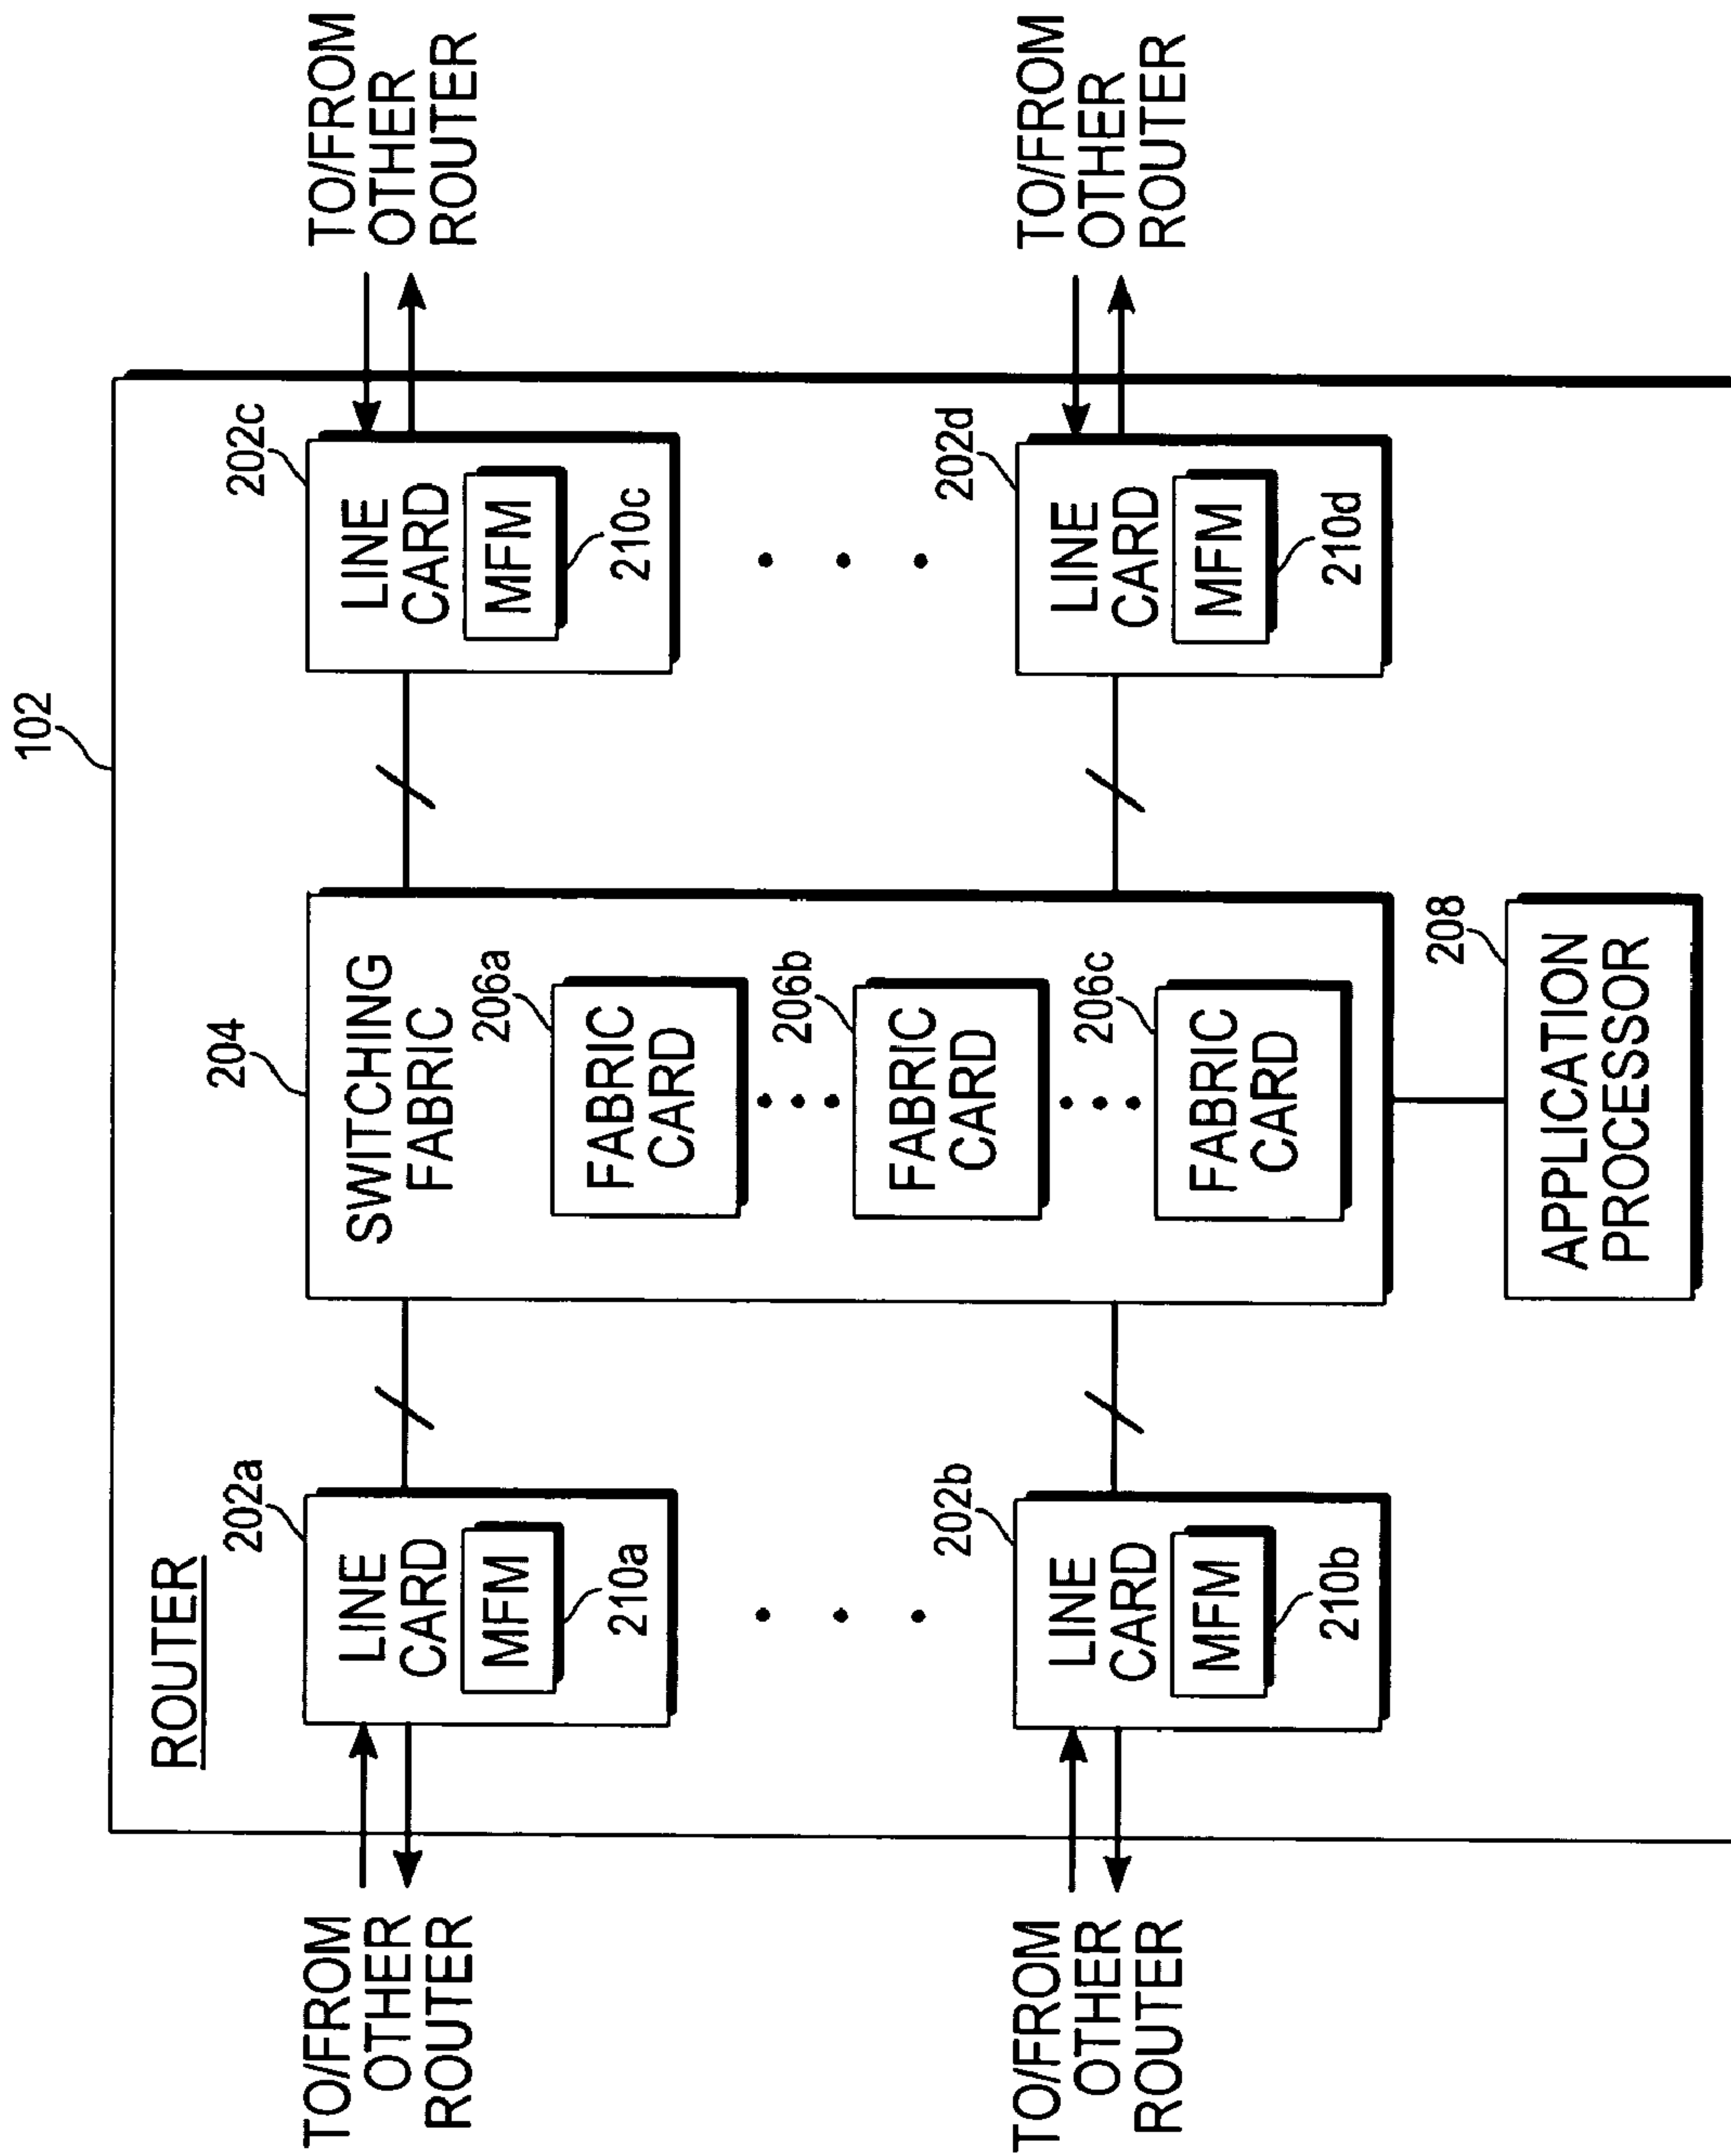 102
ROUTER
204
202a
202c
TO/FROM
OTHER
ROUTER
LINE
CARD
MFM
210a
SWITCHING
FABRIC
206a
FABRIC
CARD
206b
FABRIC
CARD
206c
FABRIC
CARD
LINE
CARD
MFM
210c
TO/FROM
OTHER
ROUTER
202b
202d
TO/FROM
OTHER
ROUTER
LINE
CARD
MFM
210b
LINE
CARD
MFM
210d
TO/FROM
OTHER
ROUTER
208
APPLICATION
PROCESSOR